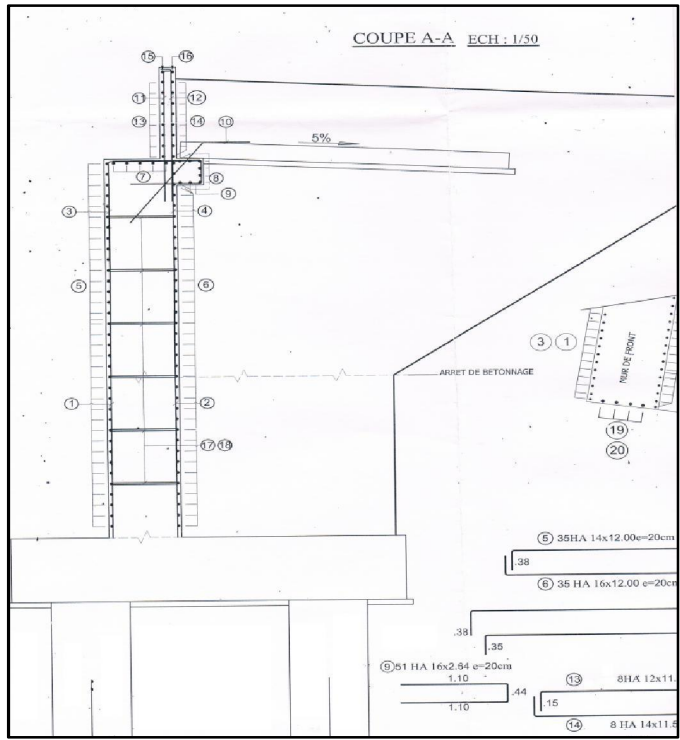 COUPE A-A ECH : 1/50
15 16
11 12
13 14
10
5%
7 8
9
3 4
5 6
3 1
MUR DE FRONT
ARRET DE BETONNAGE
1 2
19
17 18
20
5 35HA 14x12.00e=20cm
.38
6 35 HA 16x12.00 e=20cm
.38
.35
9 51 HA 16x2.64 e=20cm
1.10
13 8HA 12x11.
.44
.15
1.10
14 8 HA 14x11.5